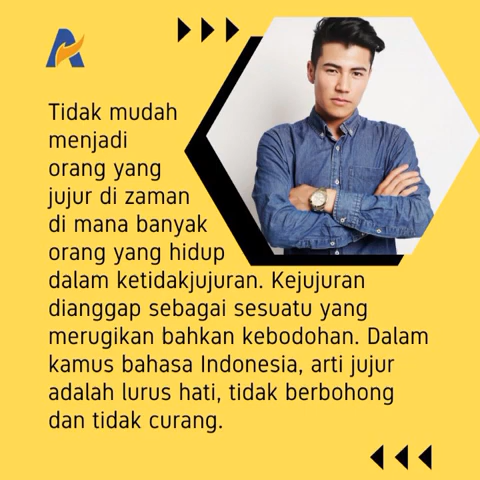 Tidak mudah
menjadi
orang yang
jujur di zaman
di mana banyak
orang yang hidup
dalam ketidakjujuran. Kejujuran
dianggap sebagai sesuatu yang
merugikan bahkan kebodohan. Dalam
kamus bahasa Indonesia, arti jujur
adalah lurus hati, tidak berbohong
dan tidak curang.